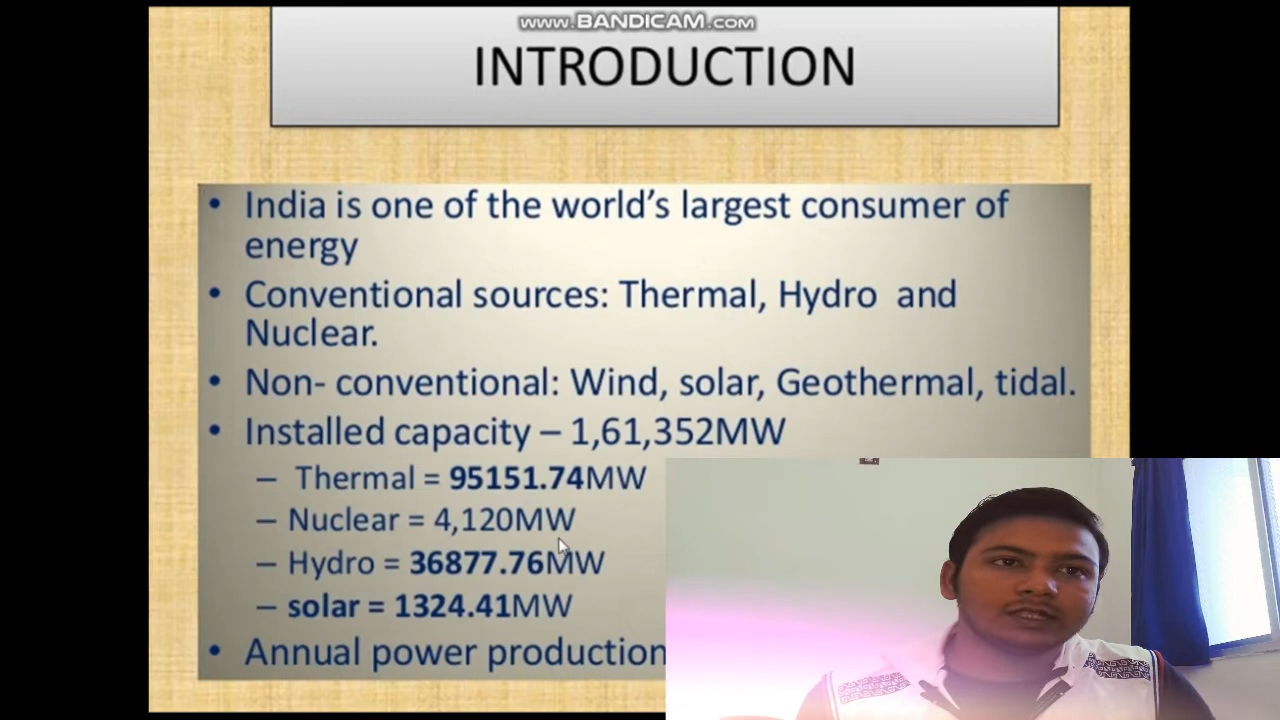 www.BANDICAM.com
INTRODUCTION
• India is one of the world's largest consumer of
energy
• Conventional sources: Thermal, Hydro and
Nuclear.
• Non- conventional: Wind, solar, Geothermal, tidal.
• Installed capacity – 1,61,352MW
– Thermal = 95151.74MW
– Nuclear = 4,120MW
– Hydro = 36877.76MW
– solar = 1324.41MW
• Annual power production